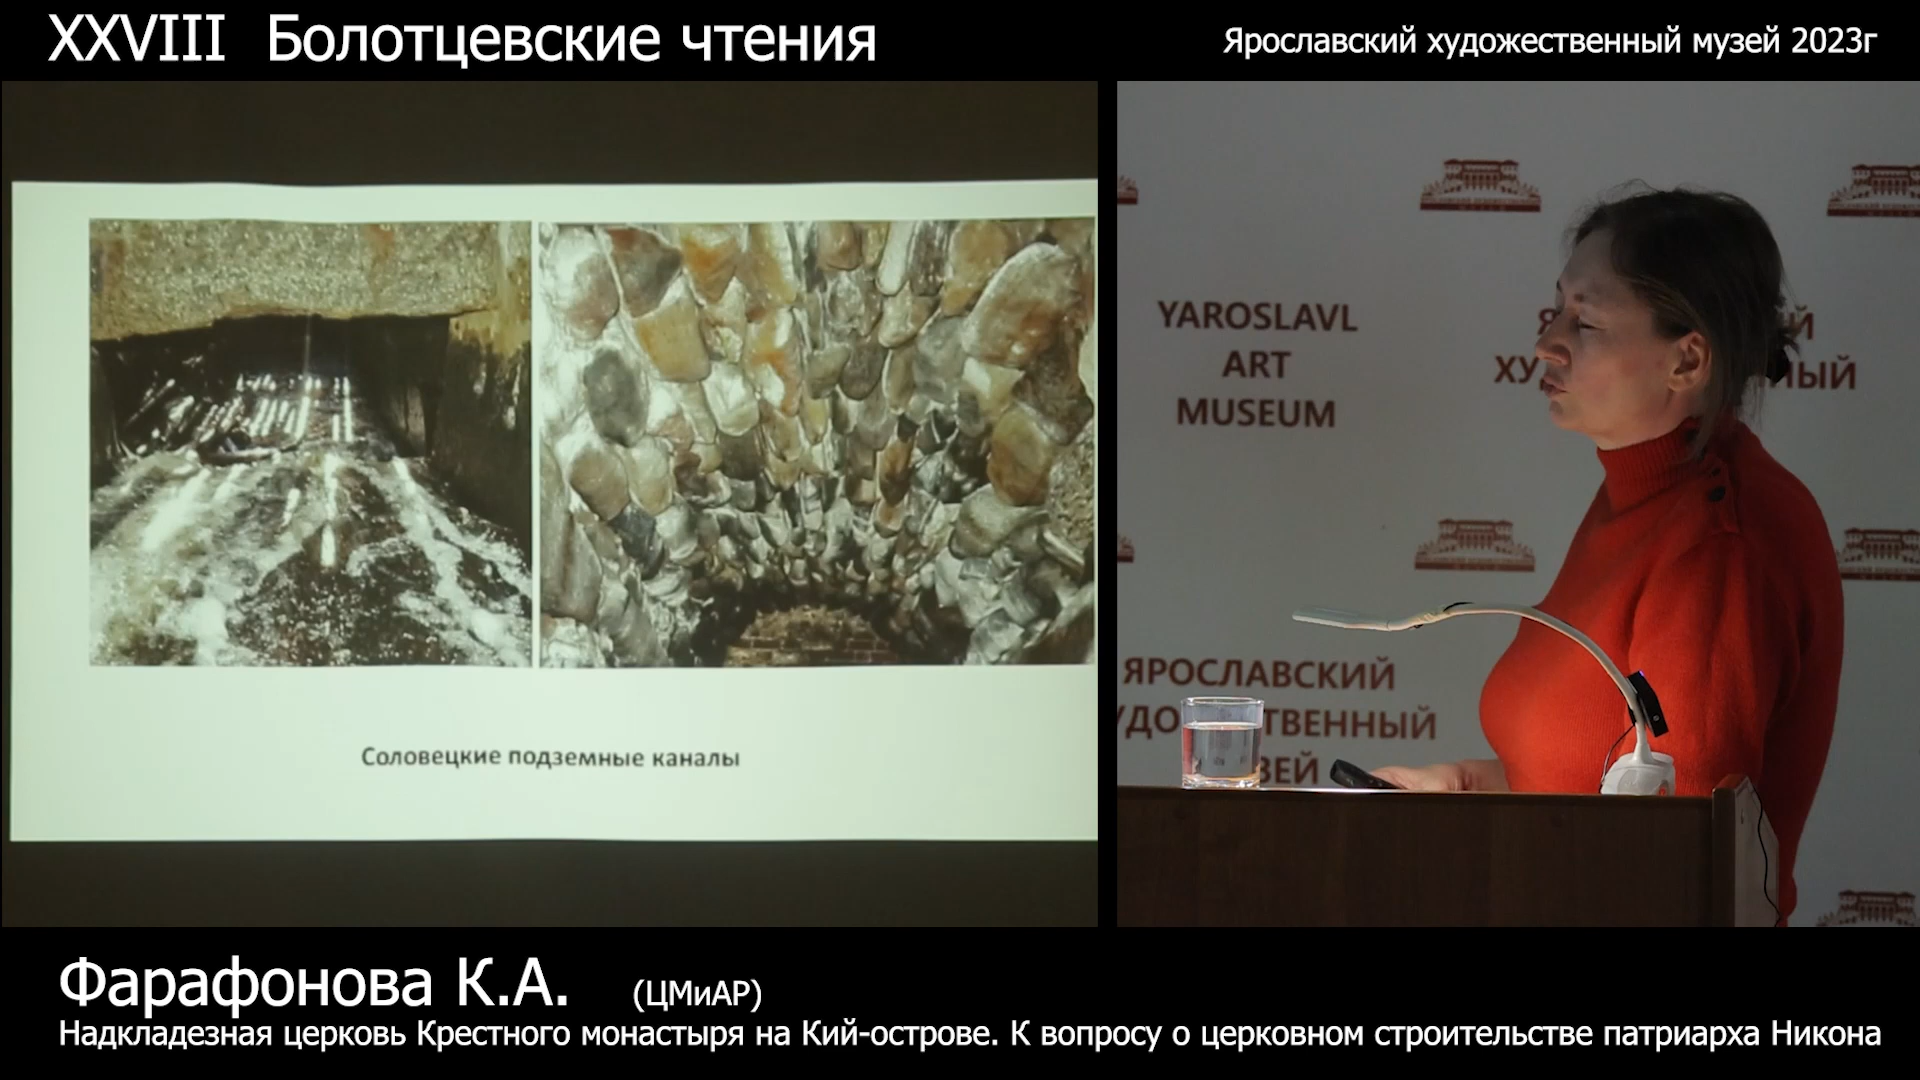 XXVIII Болотцевские чтения
Ярославский художественный музей 2023г
Соловецкие подземные каналы
YAROSLAVL
ART
MUSEUM
ЯРОСЛАВСКИЙ
ЗЕЙ
Фарафонова К.А. (ЦМиАР)
Надкладезная церковь Крестного монастыря на Кий-острове. К вопросу о церковном строительстве патриарха Никона